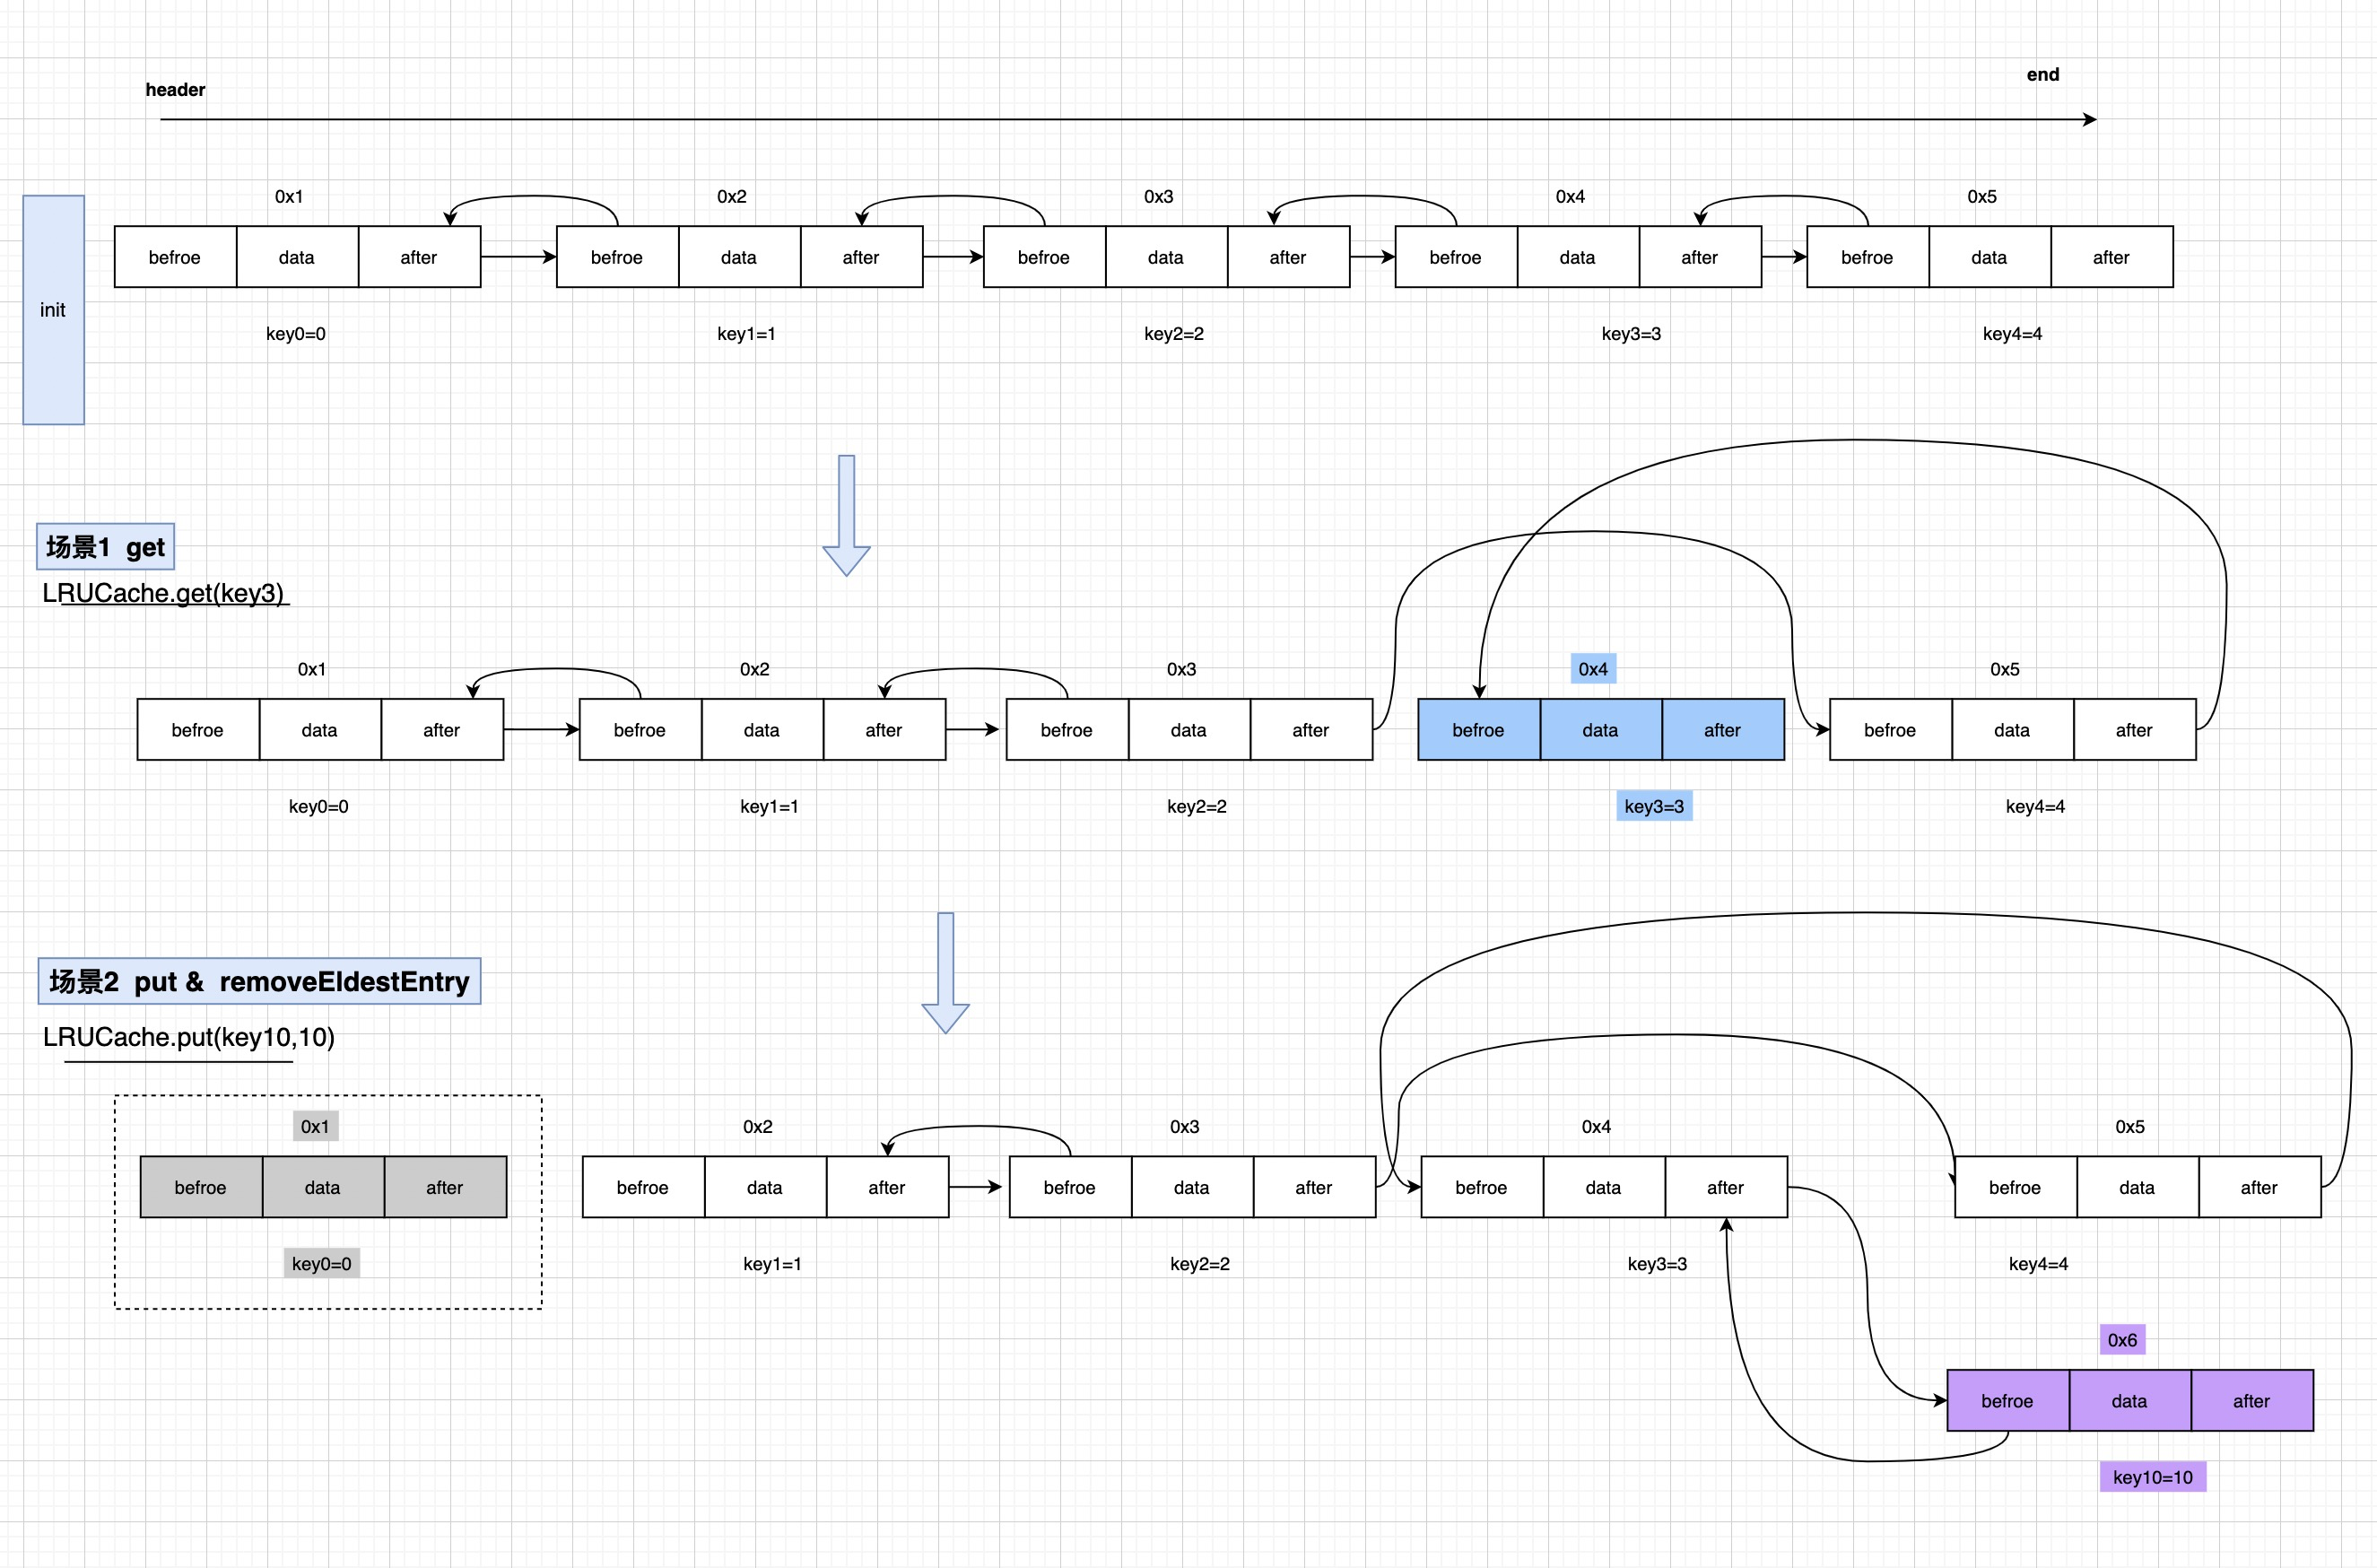 header
end
0x1
0x2
0x3
0x4
0x5
init
befroe data after
befroe data after
befroe data after
befroe data after
befroe data after
key0=0
key1=1
key2=2
key3=3
key4=4
场景1 get
LRUCache.get(key3)
0x1
0x2
0x3
0x4
0x5
befroe data after
befroe data after
befroe data after
befroe data after
befroe data after
key0=0
key1=1
key2=2
key3=3
key4=4
场景2 put & removeEldestEntry
LRUCache.put(key10,10)
0x1
0x2
0x3
0x4
0x5
befroe data after
befroe data after
befroe data after
befroe data after
befroe data after
key0=0
key1=1
key2=2
key3=3
key4=4
0x6
befroe data after
key10=10